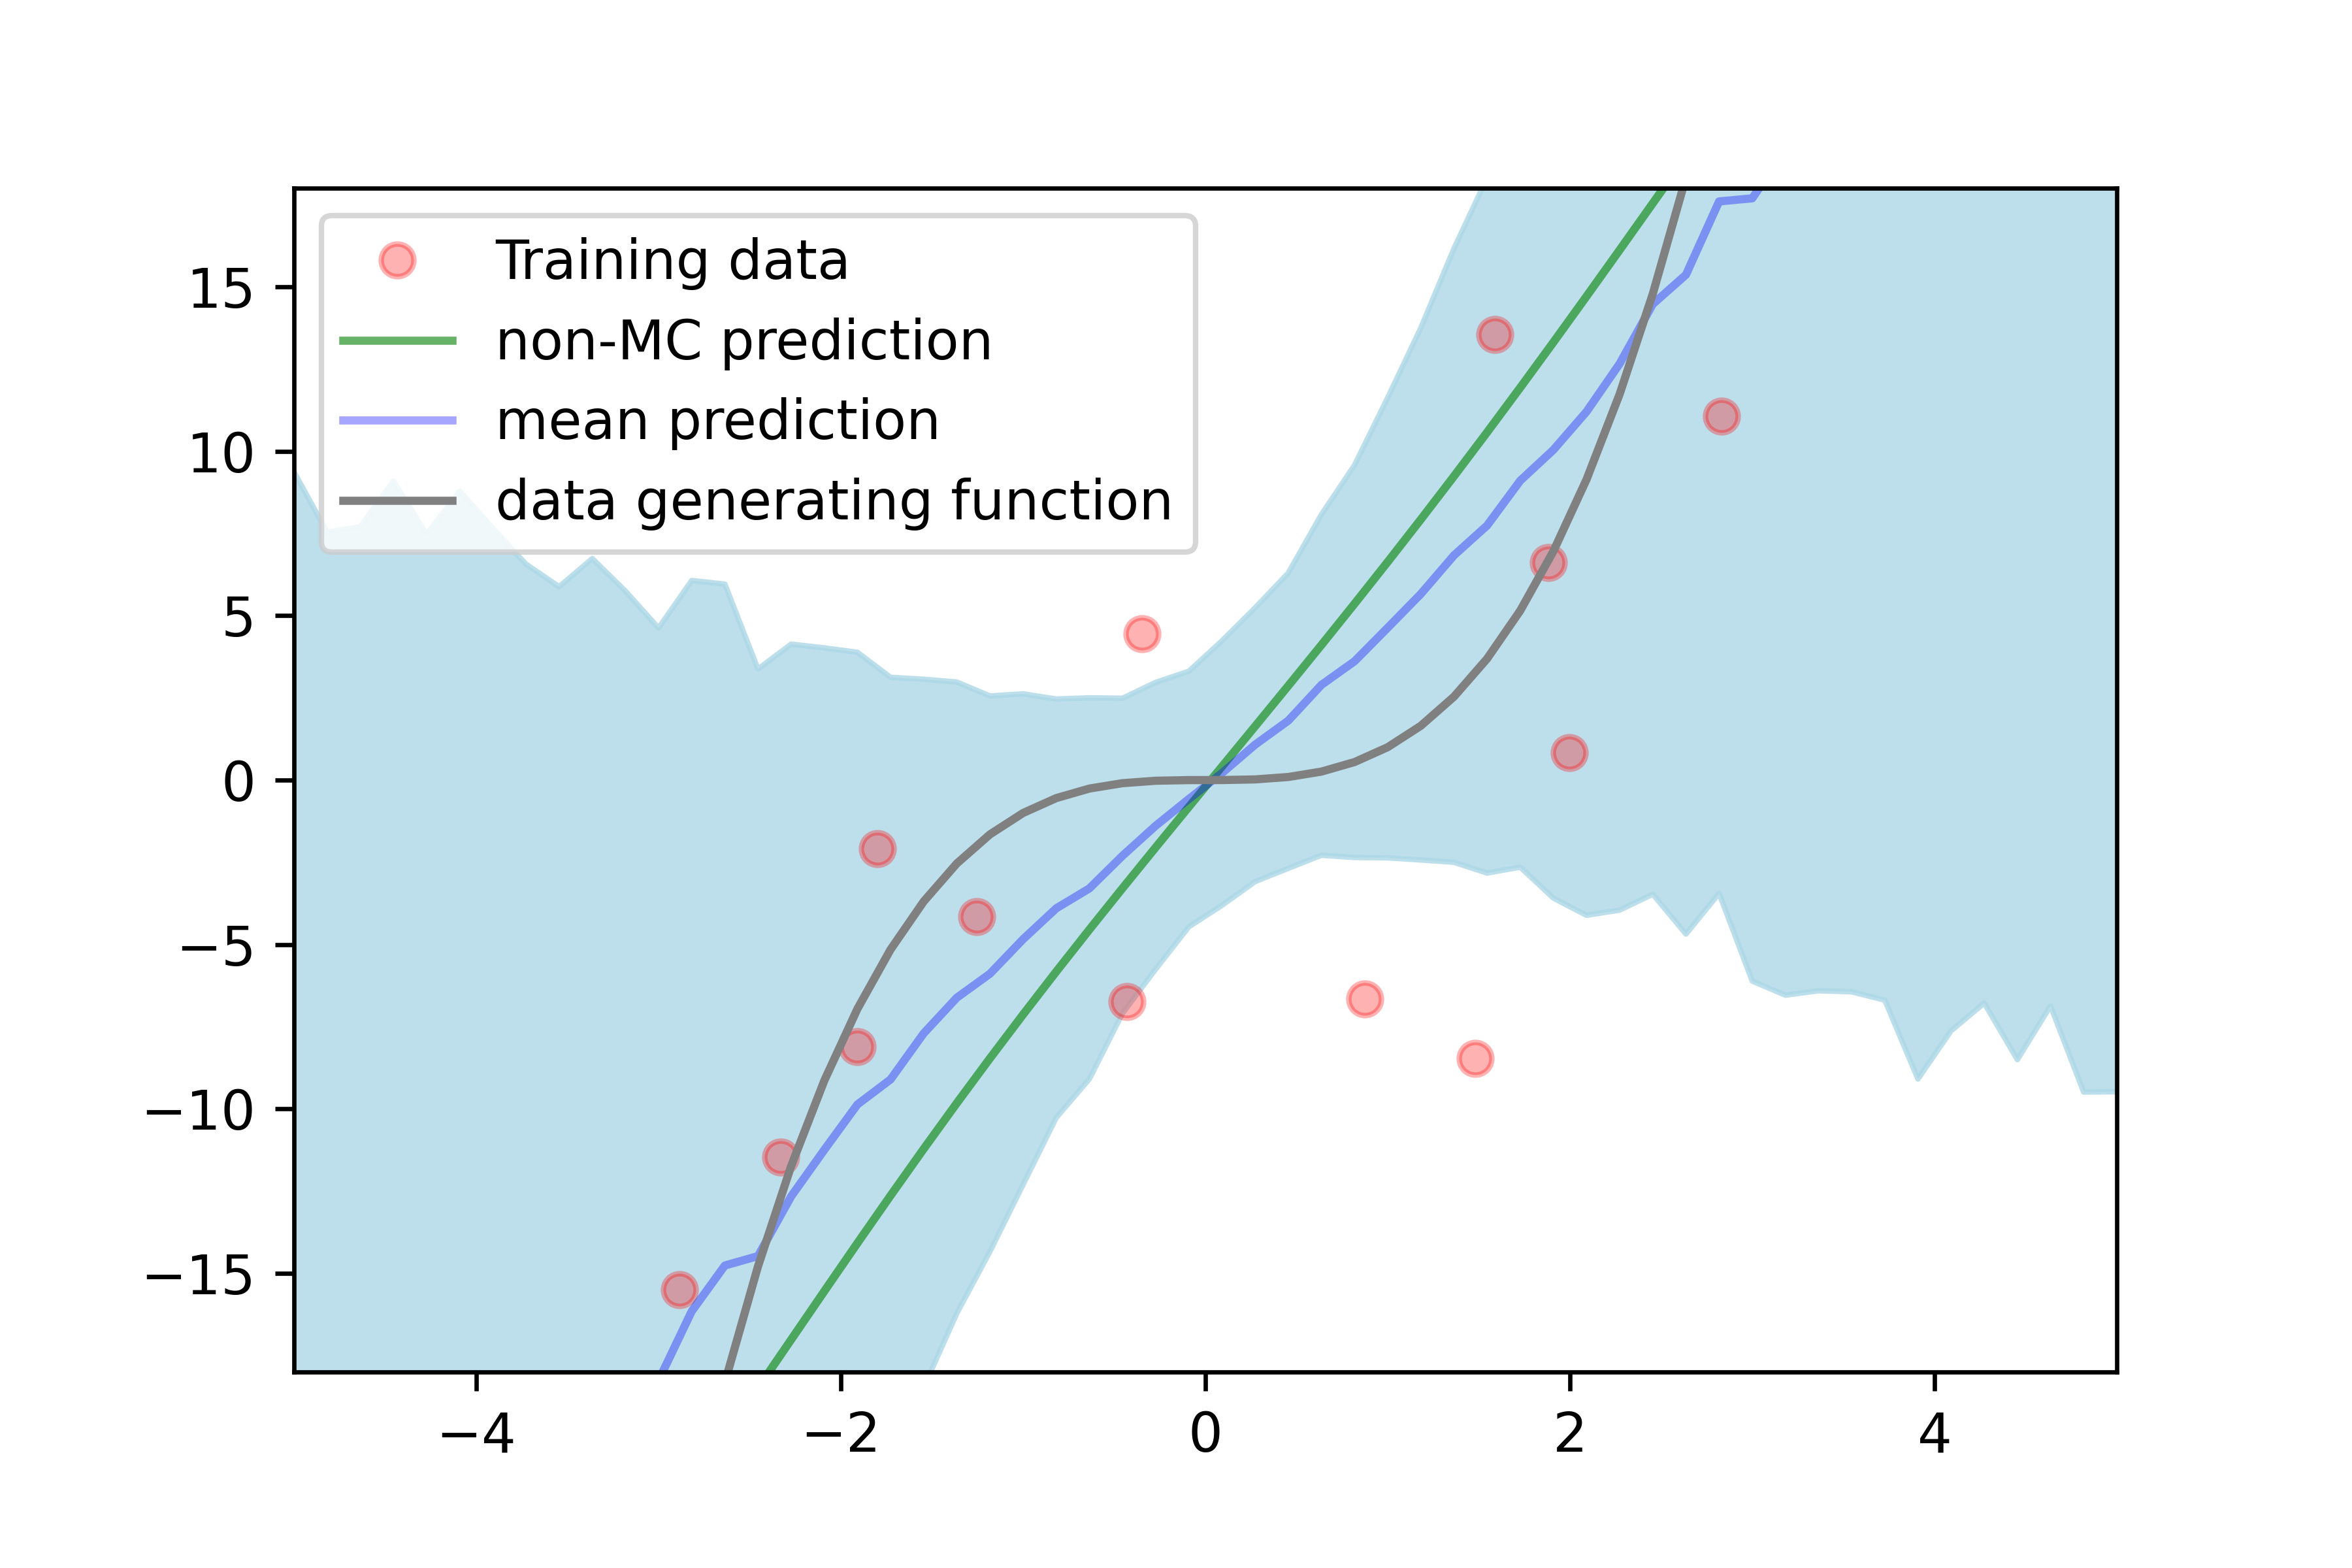 Training data
non-MC prediction
mean prediction
data generating function
15
10
5
0
−5
−10
−15
−4 −2 0 2 4